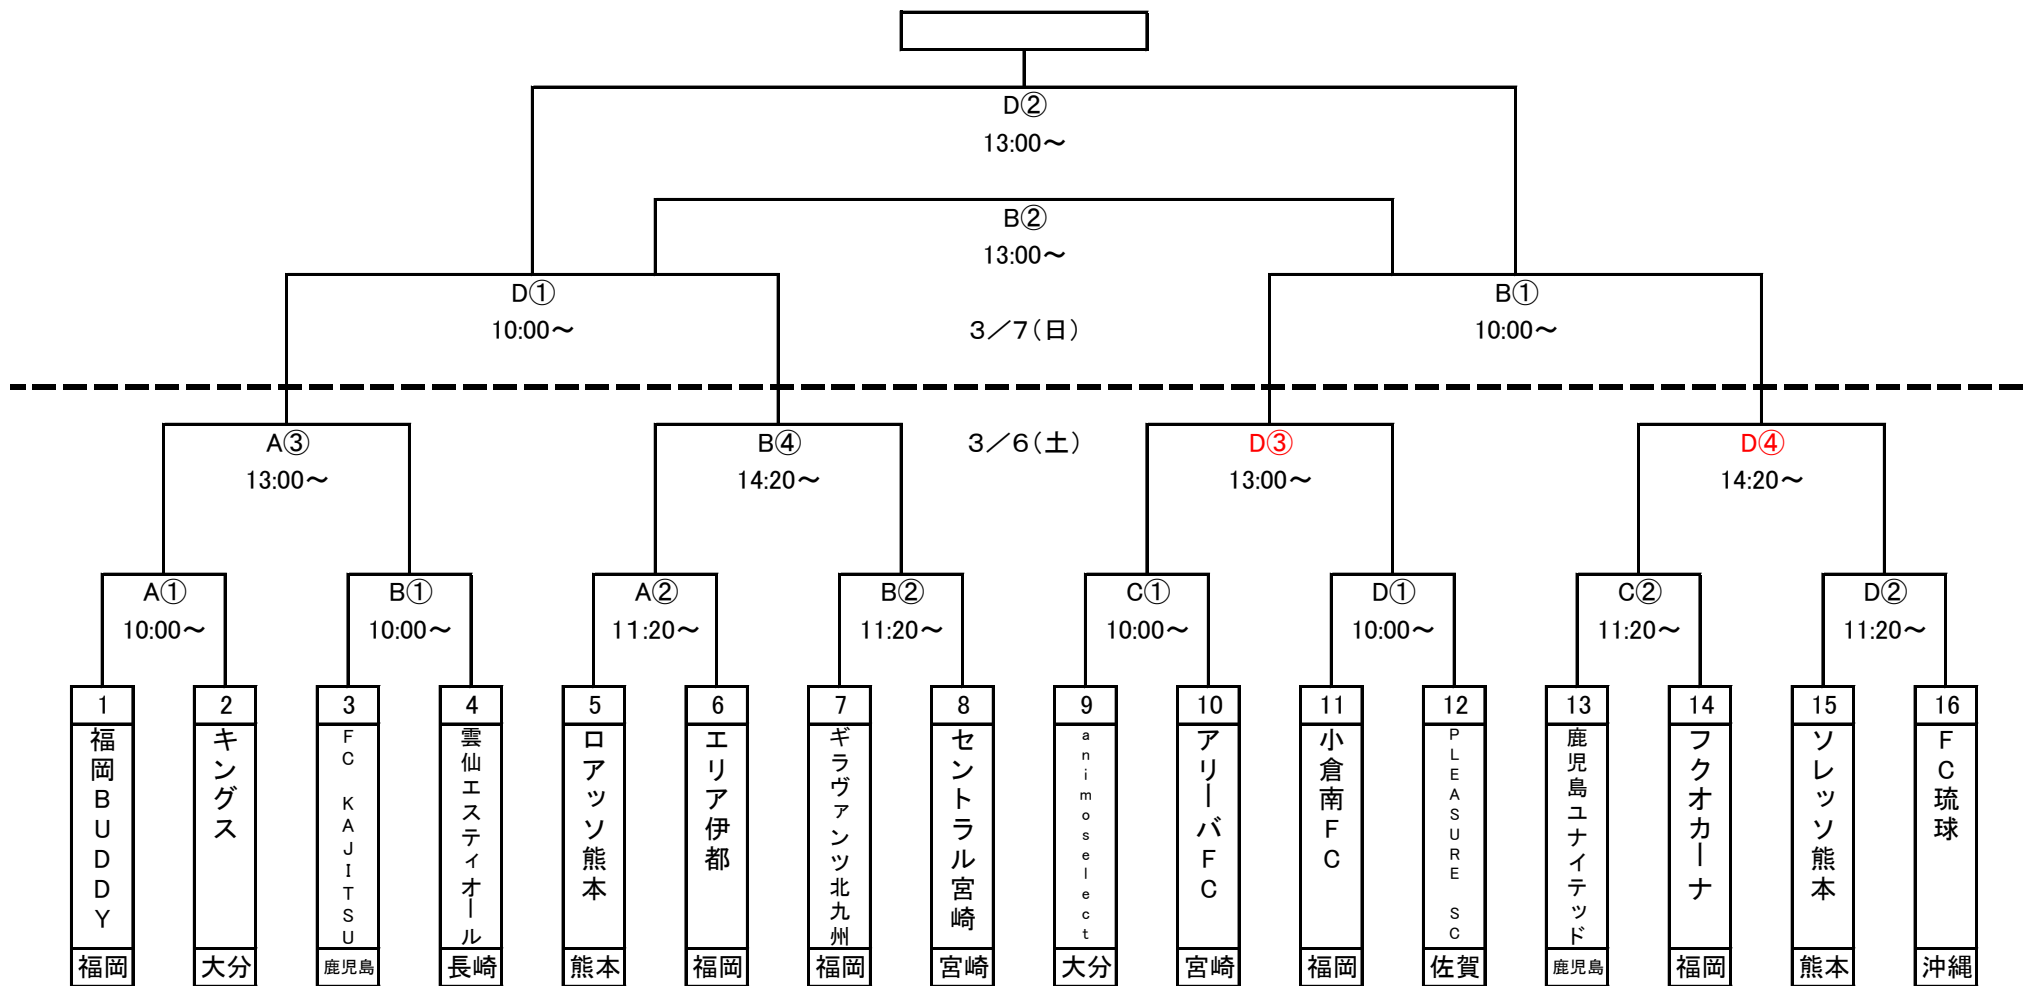 D②
13:00～
B②
13:00～
D①
10:00～
3／7(日)
B①
10:00～
A③
13:00～
B④
14:20～
3／6(土)
D③
13:00～
D④
14:20～
A①
10:00～
B①
10:00～
A②
11:20～
B②
11:20～
C①
10:00～
D①
10:00～
C②
11:20～
D②
11:20～
1
福岡BUDDY
福岡
2
キングス
大分
3
FC KAJITSU
鹿児島
4
雲仙エスティオール
長崎
5
ロアッソ熊本
熊本
6
エリア伊都
福岡
7
ギラヴァンツ北九州
福岡
8
セントラル宮崎
宮崎
9
animoselect
大分
10
アリーバFC
宮崎
11
小倉南FC
福岡
12
PLEASURE SC
佐賀
13
鹿児島ユナイテッド
鹿児島
14
フクオカーナ
福岡
15
ソレッソ熊本
熊本
16
FC琉球
沖縄